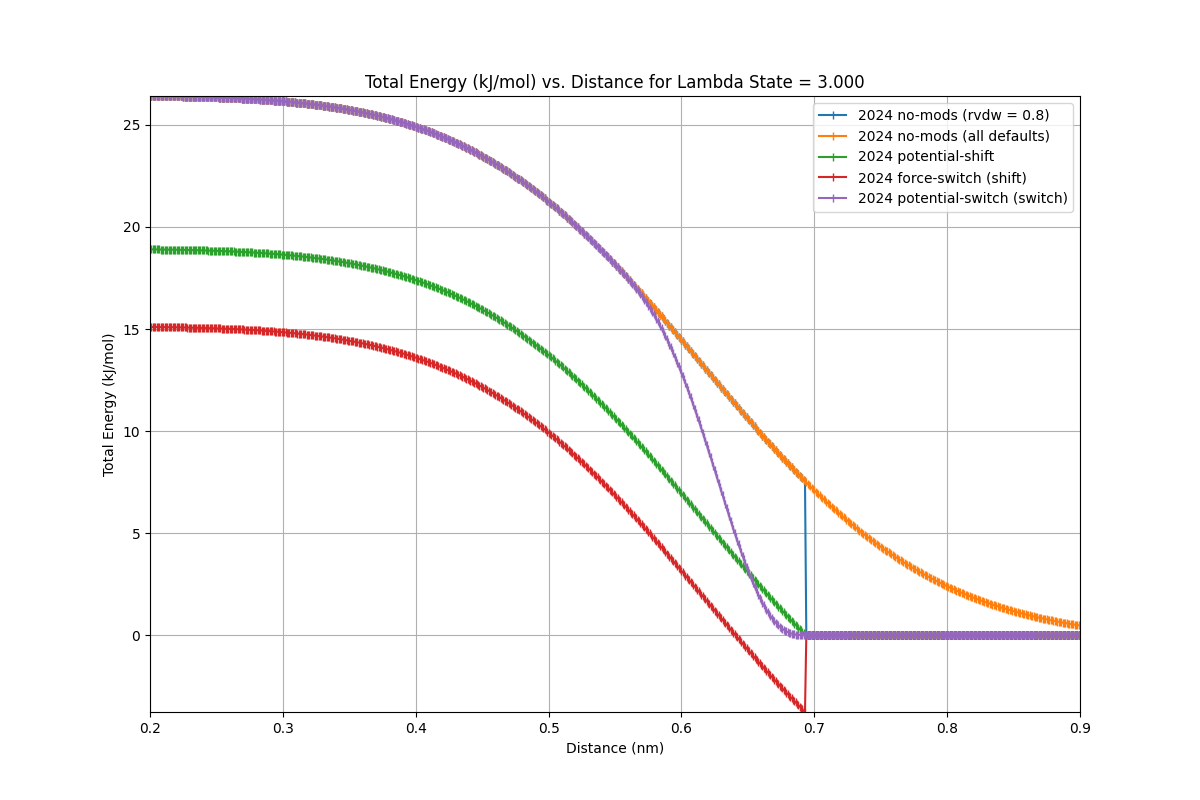 Total Energy (kJ/mol) vs. Distance for Lambda State = 3.000
2024 no-mods (rvdw = 0.8)
2024 no-mods (all defaults)
2024 potential-shift
2024 force-switch (shift)
2024 potential-switch (switch)
Total Energy (kJ/mol)
25
20
15
10
5
0
0.2 0.3 0.4 0.5 0.6 0.7 0.8 0.9
Distance (nm)